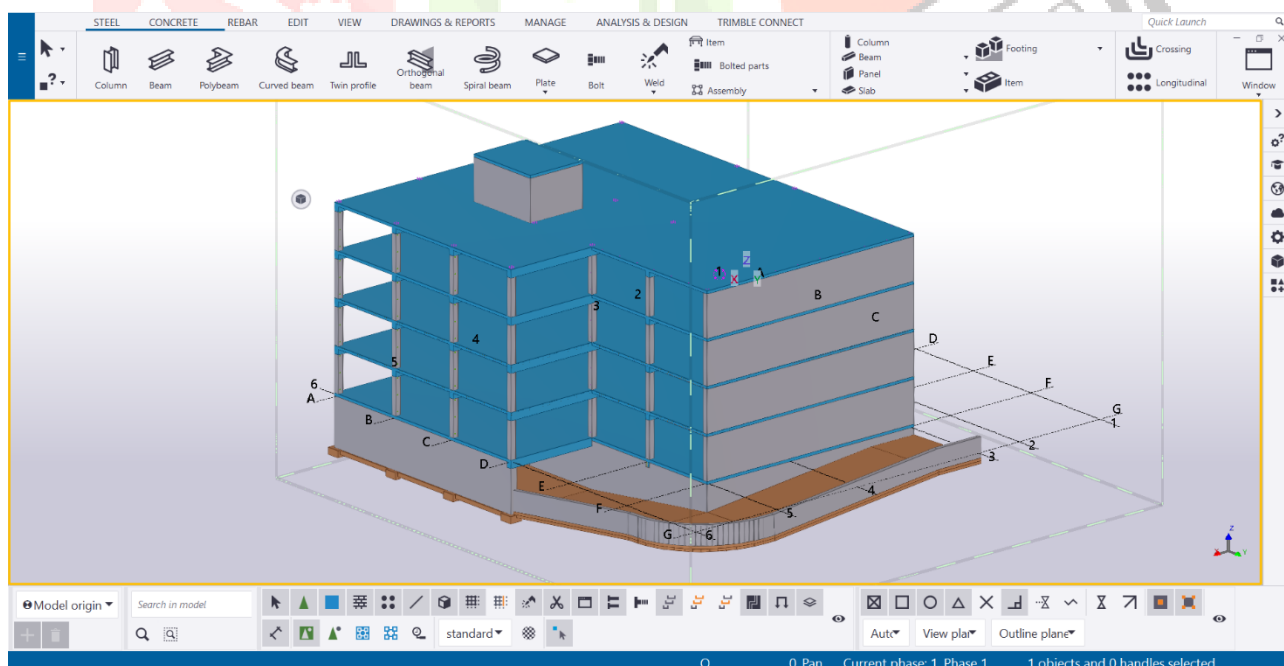 STEEL CONCRETE REBAR EDIT VIEW DRAWINGS & REPORTS MANAGE ANALYSIS & DESIGN TRIMBLE CONNECT Quick Launch
Column Beam Polybeam Curved beam Twin profile Orthogonal beam Spiral beam Plate Bolt Weld
Item
Bolted parts
Assembly
Column
Beam
Panel
Slab
Footing
Item
Crossing
Longitudinal
Window
1 X Z Y
B
C
2
3
4
5
6
A
B
C
D
E
F
G 6
5
4
3
2
1
G
F
E
D
Z
X Y
Model origin Search in model
standard Auto View plan Outline plane
0 Pan Current phase: 1, Phase 1 1 objects and 0 handles selected